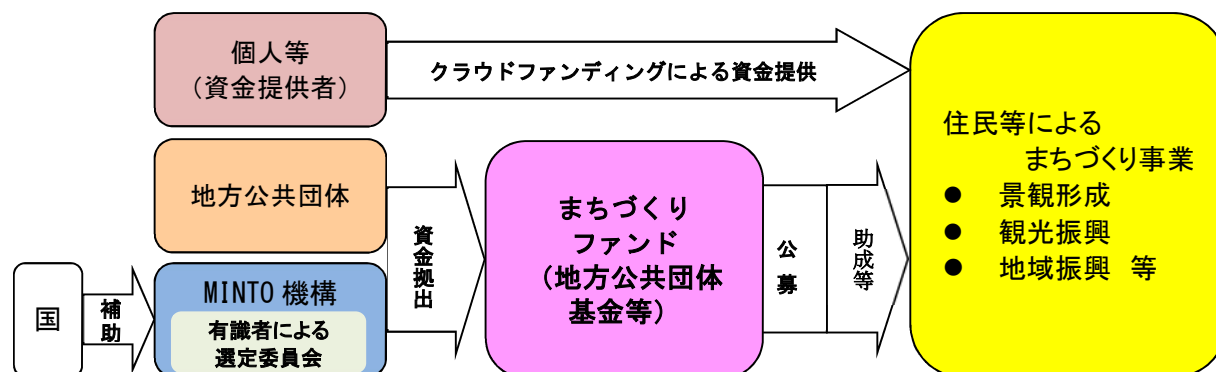 個人等
（資金提供者）
クラウドファンディングによる資金提供
地方公共団体
国
補助
MINTO 機構
有識者による
選定委員会
資金拠出
まちづくり
ファンド
（地方公共団体
基金等）
公募
助成等
住民等による
まちづくり事業
● 景観形成
● 観光振興
● 地域振興 等